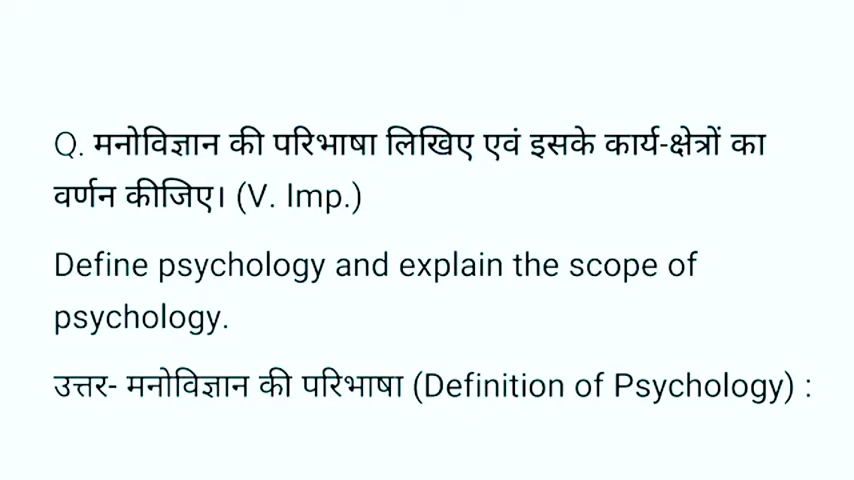 Q. मनोविज्ञान की परिभाषा लिखिए एवं इसके कार्य-क्षेत्रों का
वर्णन कीजिए। (V. Imp.)
Define psychology and explain the scope of
psychology.
उत्तर- मनोविज्ञान की परिभाषा (Definition of Psychology) :